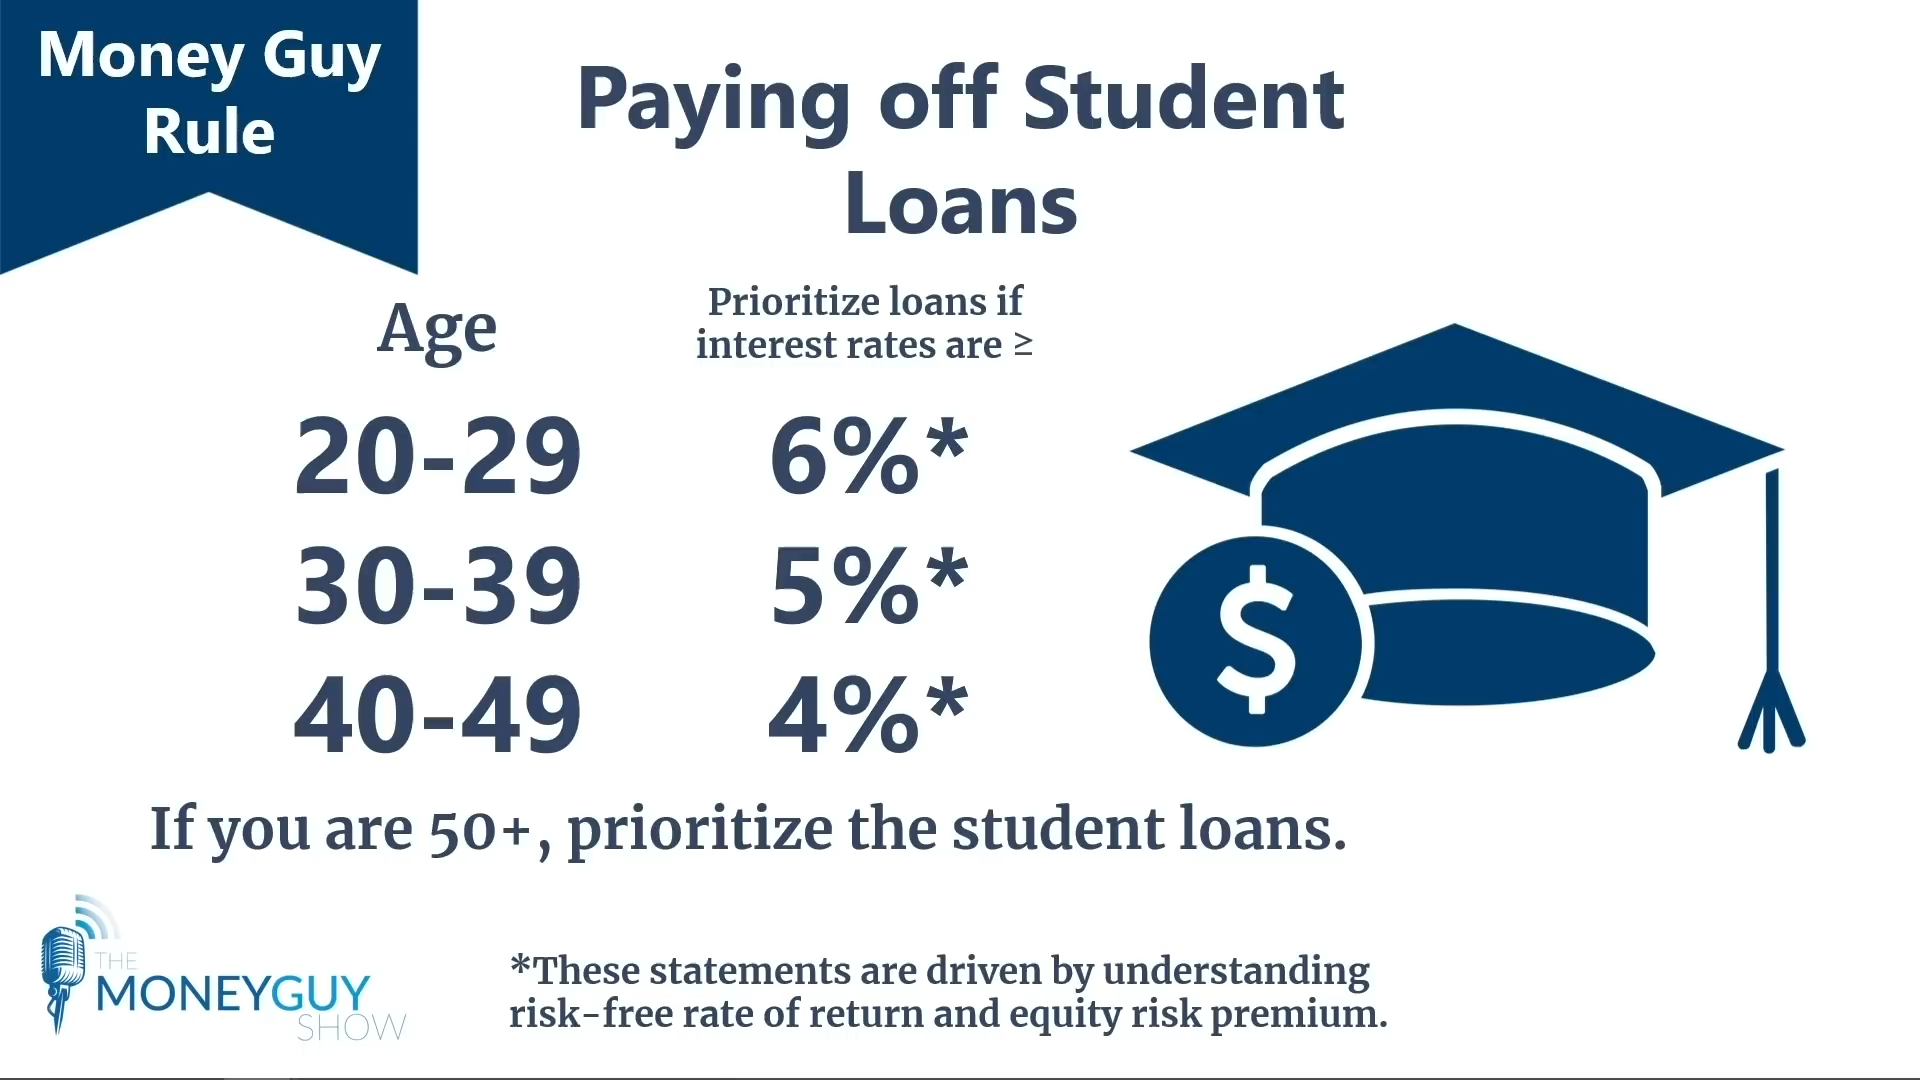 Money Guy
Rule
Paying off Student
Loans
Age
Prioritize loans if
interest rates are ≥
20-29 6%*
30-39 5%*
40-49 4%*
If you are 50+, prioritize the student loans.
$
THE
MONEYGUY
SHOW
*These statements are driven by understanding
risk-free rate of return and equity risk premium.